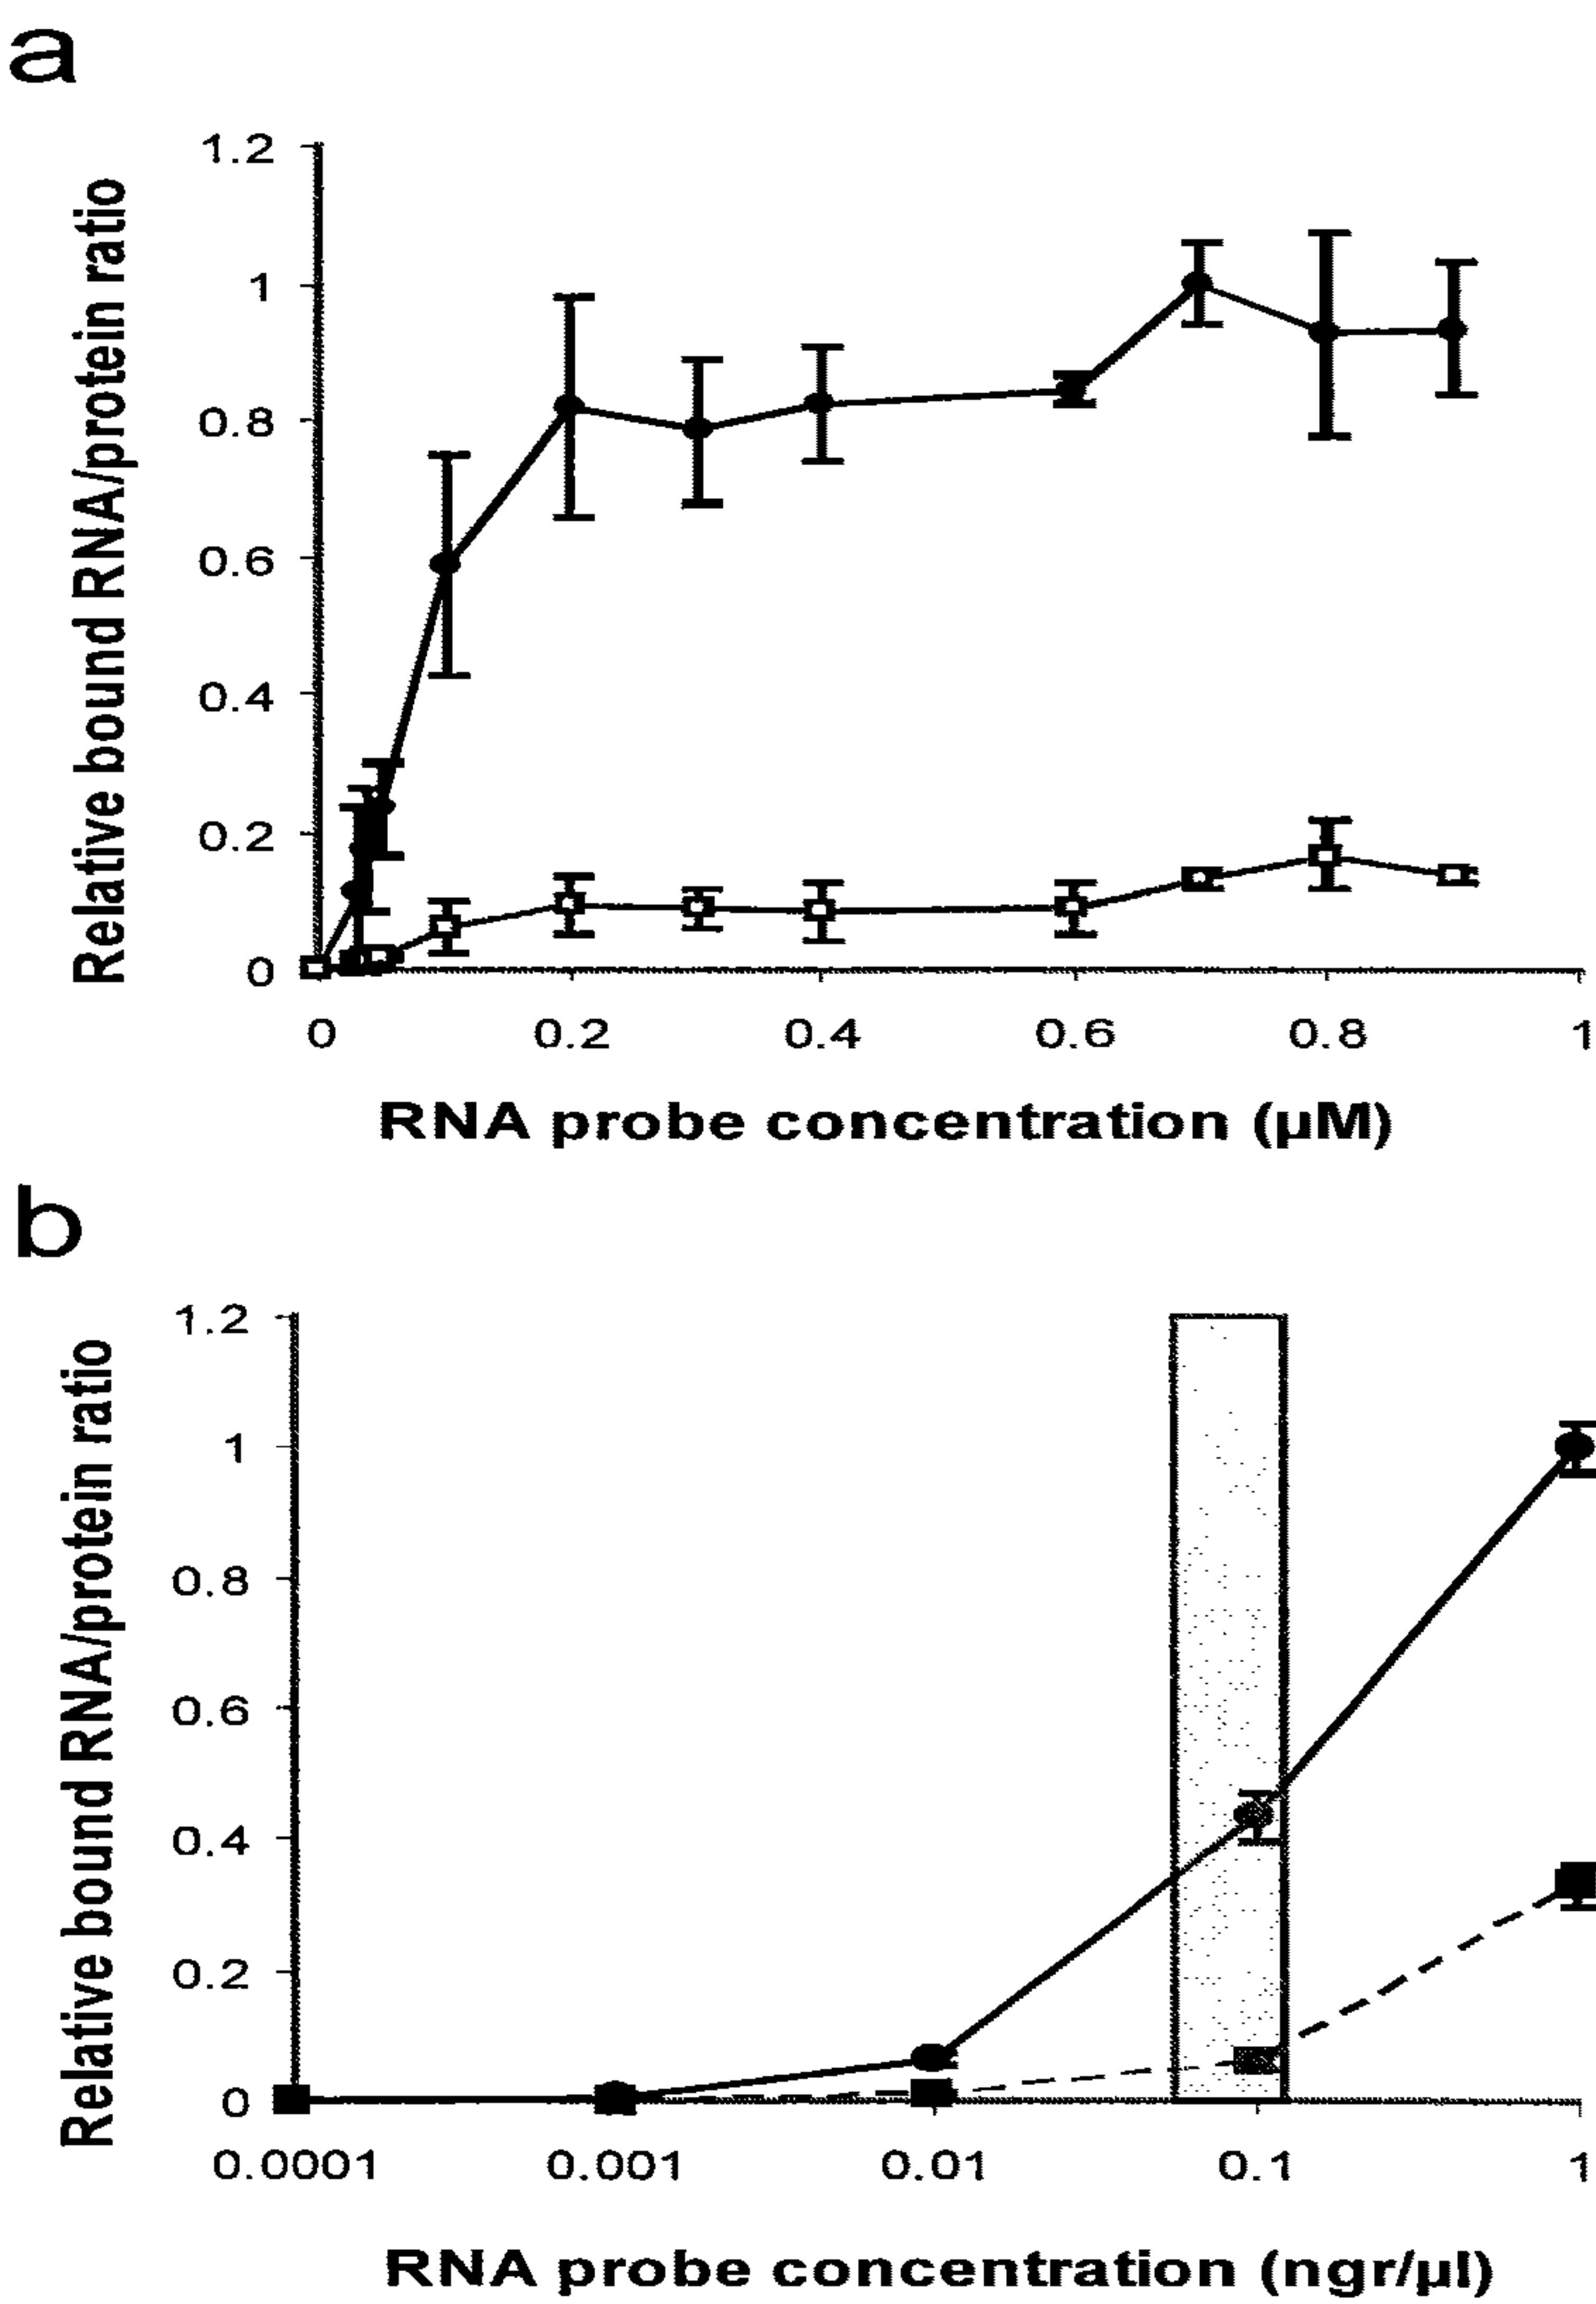 a
Relative bound RNA/protein ratio
1.2
1
0.8
0.6
0.4
0.2
0
0 0.2 0.4 0.6 0.8 1
RNA probe concentration (µM)
b
Relative bound RNA/protein ratio
1.2
1
0.8
0.6
0.4
0.2
0
0.0001 0.001 0.01 0.1 1
RNA probe concentration (ngr/µl)